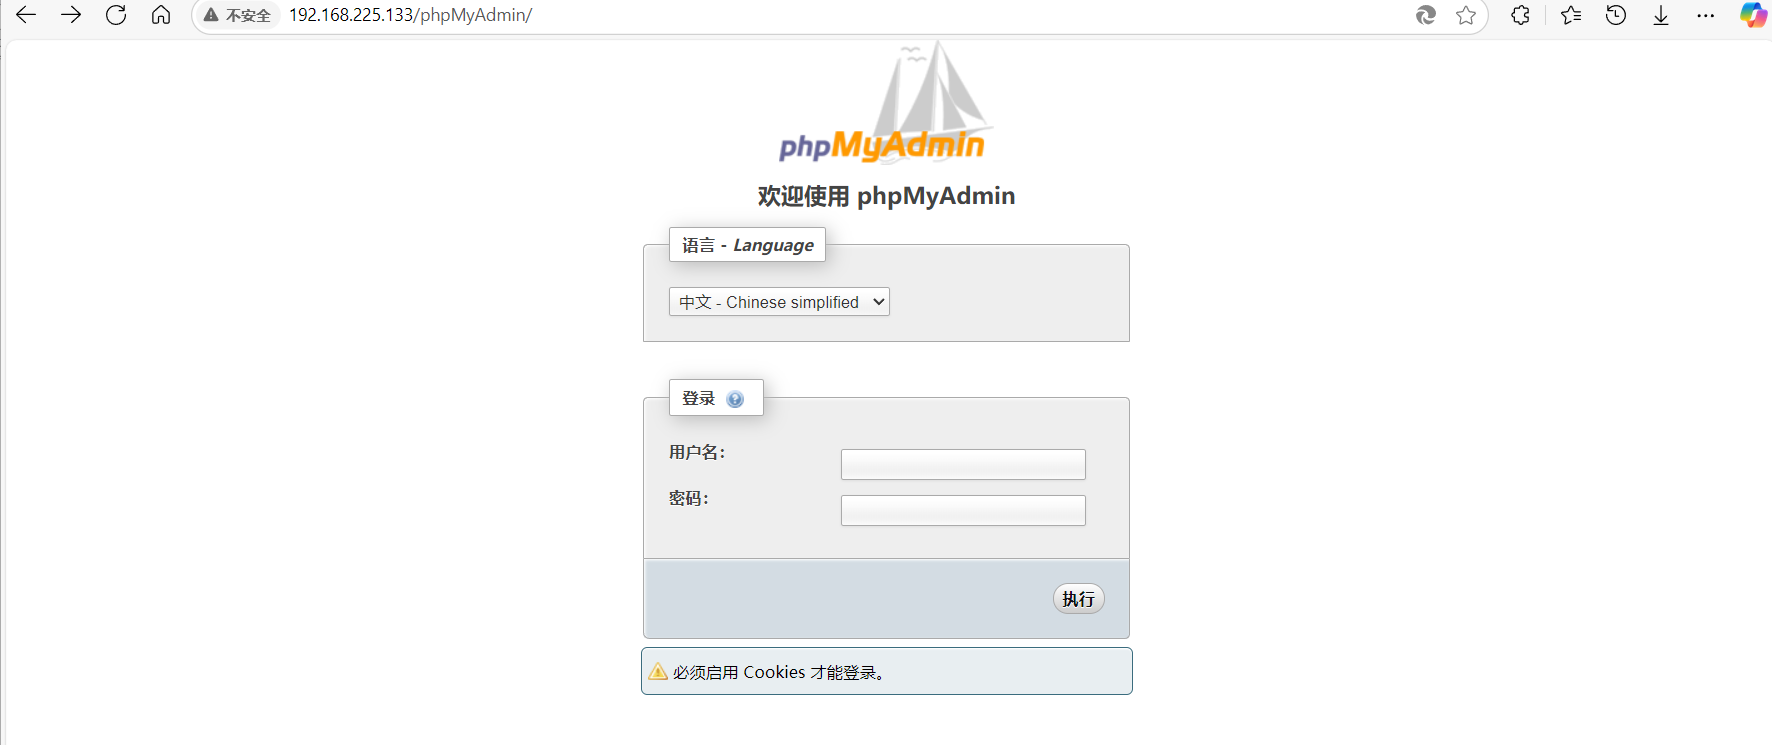 不安全 192.168.225.133/phpMyAdmin/
phpMyAdmin
欢迎使用 phpMyAdmin
语言 - Language
中文 - Chinese simplified
登录
用户名：
密码：
执行
必须启用 Cookies 才能登录。